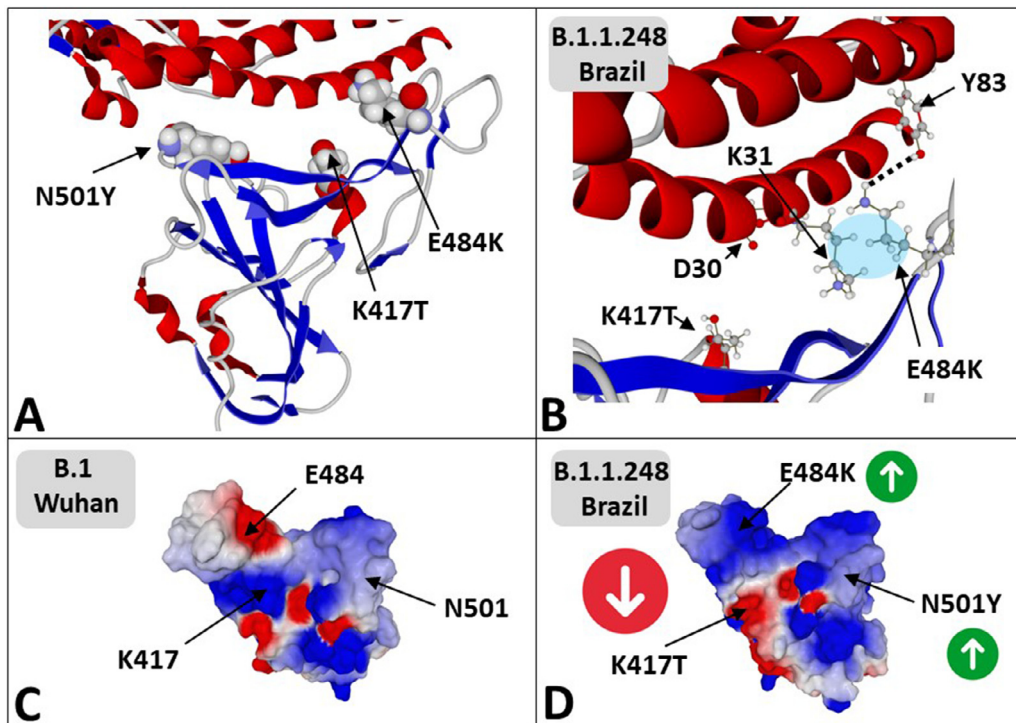 N501Y
E484K
K417T
A
B.1.1.248
Brazil
Y83
K31
D30
K417T
E484K
B
B.1
Wuhan
E484
N501
K417
C
B.1.1.248
Brazil
E484K
N501Y
K417T
D